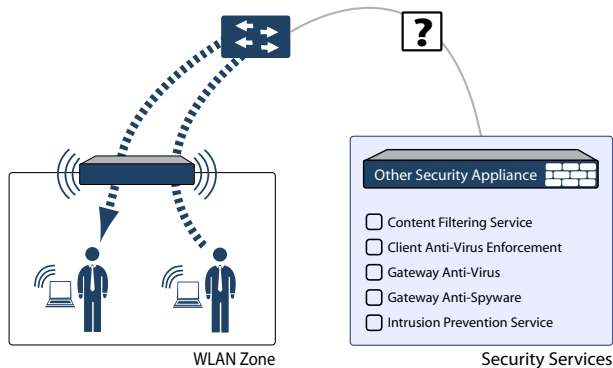 ?
Other Security Appliance
Content Filtering Service
Client Anti-Virus Enforcement
Gateway Anti-Virus
Gateway Anti-Spyware
Intrusion Prevention Service
WLAN Zone
Security Services